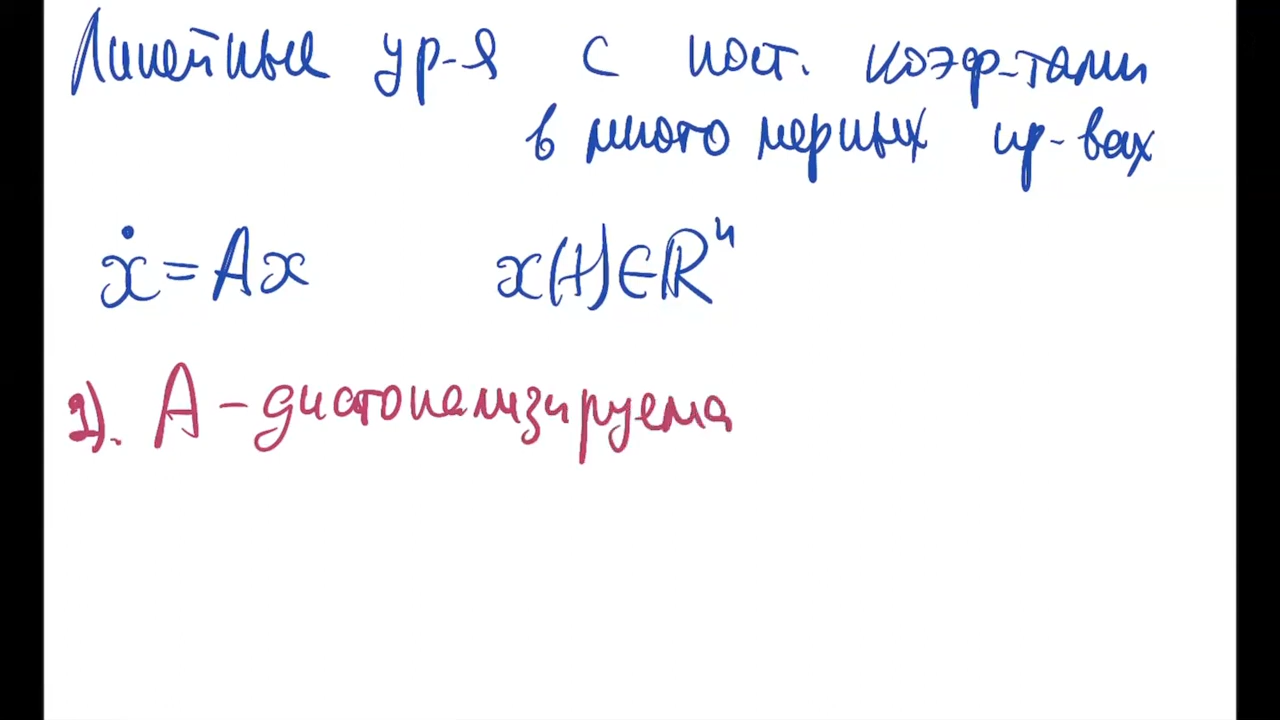 Линейные ур-я с пост. коэф-тами
в многомерных пр-вах
ẋ = Ax x(t)∈ℝⁿ
1). A - диагонализируема